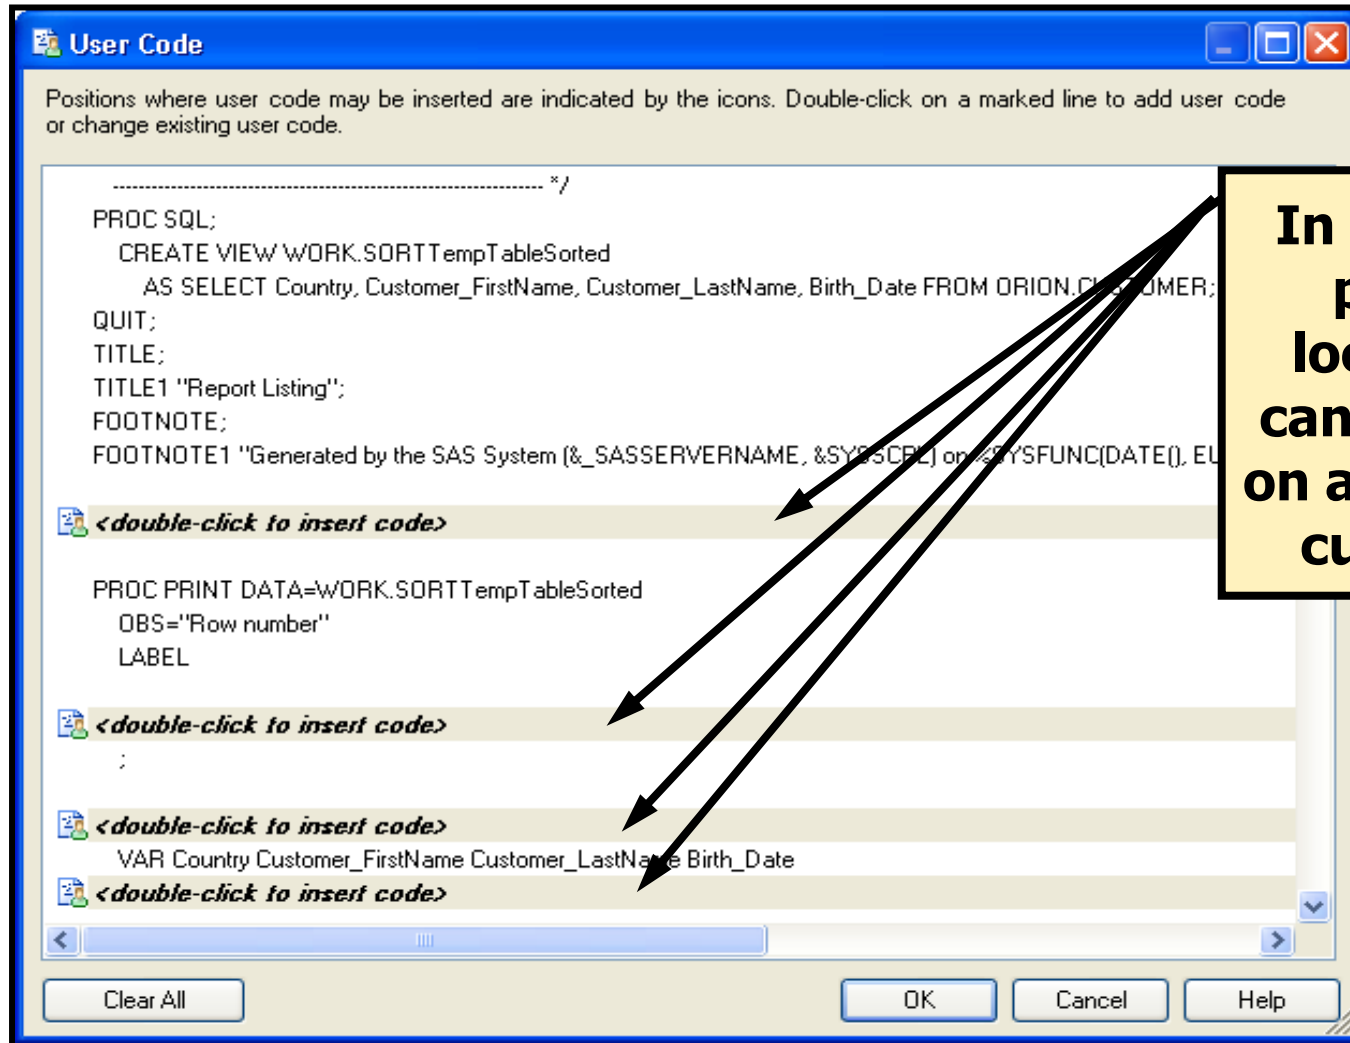 User Code
Positions where user code may be inserted are indicated by the icons. Double-click on a marked line to add user code
or change existing user code.
---------------------------------------------------------------- */
PROC SQL;
CREATE VIEW WORK.SORTTempTableSorted
AS SELECT Country, Customer_FirstName, Customer_LastName, Birth_Date FROM ORION.CUSTOMER;
QUIT;
TITLE;
TITLE1 "Report Listing";
FOOTNOTE;
FOOTNOTE1 "Generated by the SAS System (&_SASSERVERNAME, &SYSSCPL) on %SYSFUNC(DATE(), EU
<double-click to insert code>
PROC PRINT DATA=WORK.SORTTempTableSorted
OBS="Row number"
LABEL
<double-click to insert code>
;
<double-click to insert code>
VAR Country Customer_FirstName Customer_LastName Birth_Date
<double-click to insert code>
Clear All
OK
Cancel
Help
In
can
on a